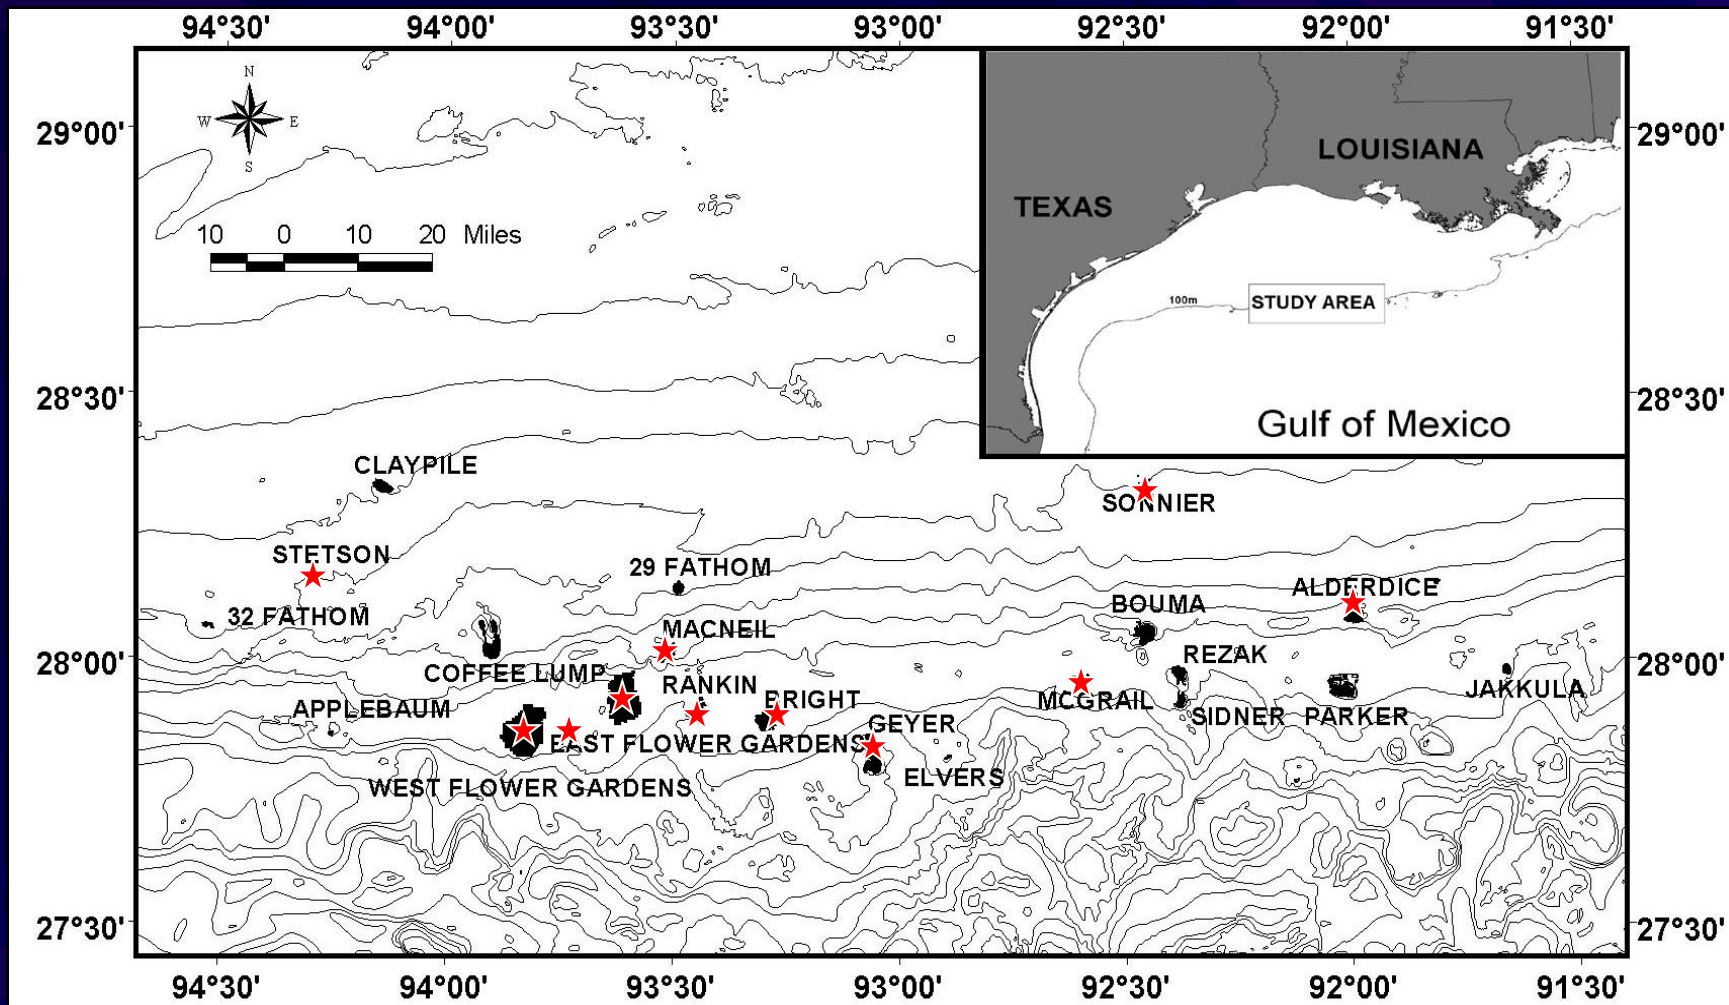 94°30' 94°00' 93°30' 93°00' 92°30' 92°00' 91°30'
N
W E
S
29°00' 29°00'
10 0 10 20 Miles
LOUISIANA
TEXAS
100m
STUDY AREA
Gulf of Mexico
28°30' 28°30'
CLAYPILE
SONNIER
STETSON
29 FATHOM
ALDERDICE
BOUMA
32 FATHOM
MACNEIL
28°00' 28°00'
REZAK
COFFEE LUMP
RANKIN
BRIGHT
MCGRAIL
JAKKULA
APPLEBAUM
SIDNER PARKER
GEYER
EAST FLOWER GARDENS
ELVERS
WEST FLOWER GARDENS
27°30' 27°30'
94°30' 94°00' 93°30' 93°00' 92°30' 92°00' 91°30'